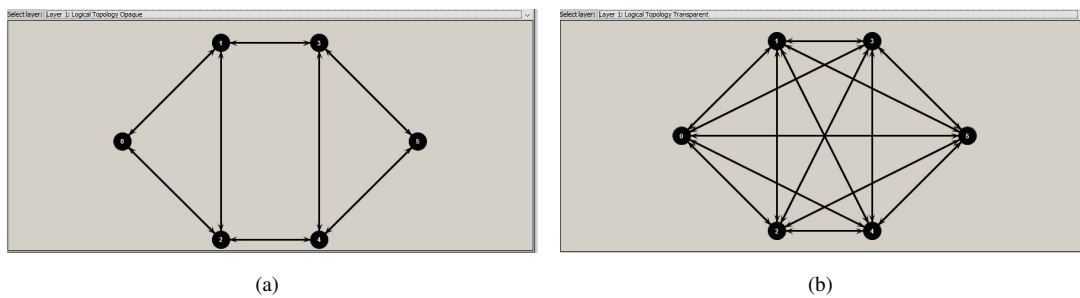 Select layer: Layer 1: Logical Topology Opaque
1 3
0 5
2 4
(a)
Select layer: Layer 1: Logical Topology Transparent
1 3
0 5
2 4
(b)